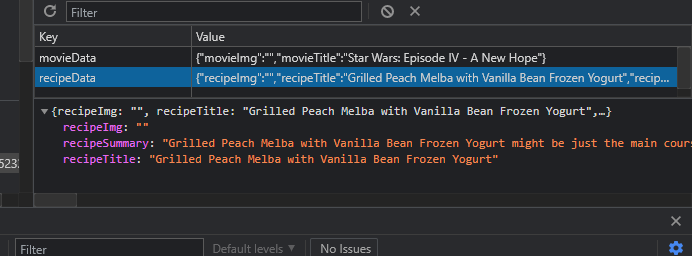 Filter
Key Value
movieData {"movieImg":"","movieTitle":"Star Wars: Episode IV - A New Hope"}
recipeData {"recipeImg":"","recipeTitle":"Grilled Peach Melba with Vanilla Bean Frozen Yogurt","recip...
▼{recipeImg: "", recipeTitle: "Grilled Peach Melba with Vanilla Bean Frozen Yogurt",…}
recipeImg: ""
recipeSummary: "Grilled Peach Melba with Vanilla Bean Frozen Yogurt might be just the main cours
5232 recipeTitle: "Grilled Peach Melba with Vanilla Bean Frozen Yogurt"
Filter Default levels ▼ No Issues